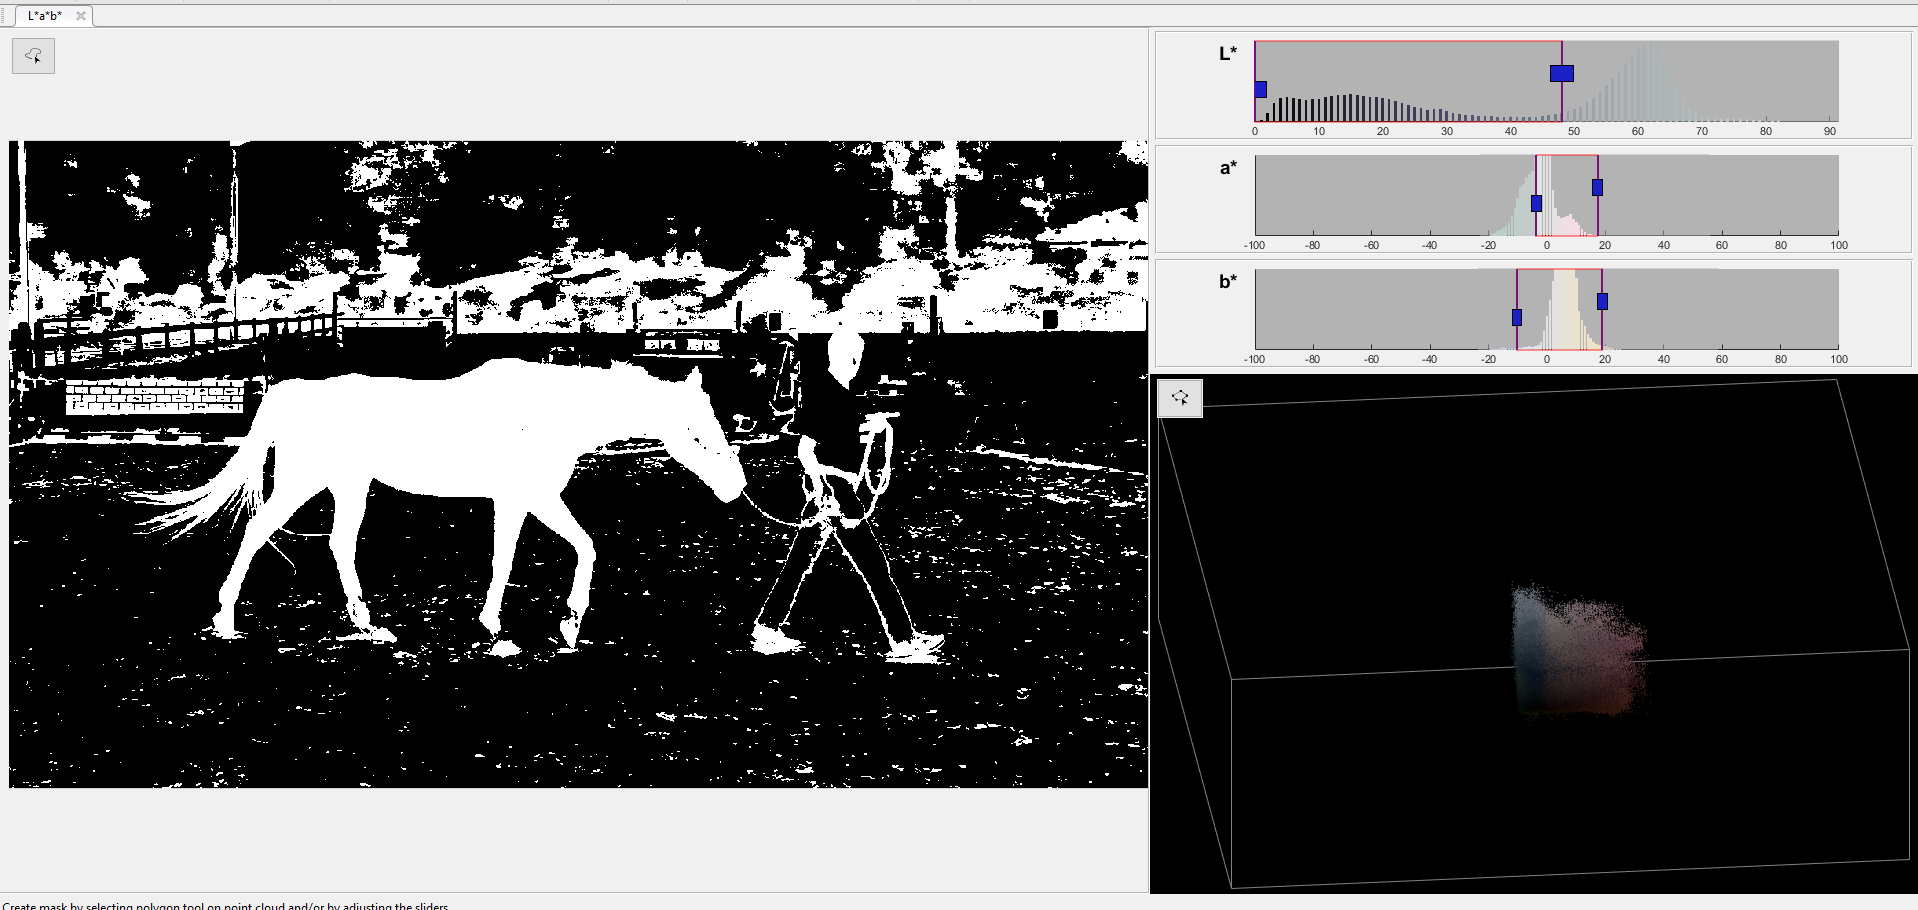 L*a*b*
L*
0 10 20 30 40 50 60 70 80 90
a*
-100 -80 -60 -40 -20 0 20 40 60 80 100
b*
-100 -80 -60 -40 -20 0 20 40 60 80 100
Create mask by selecting polygon tool on point cloud and/or by adjusting the sliders